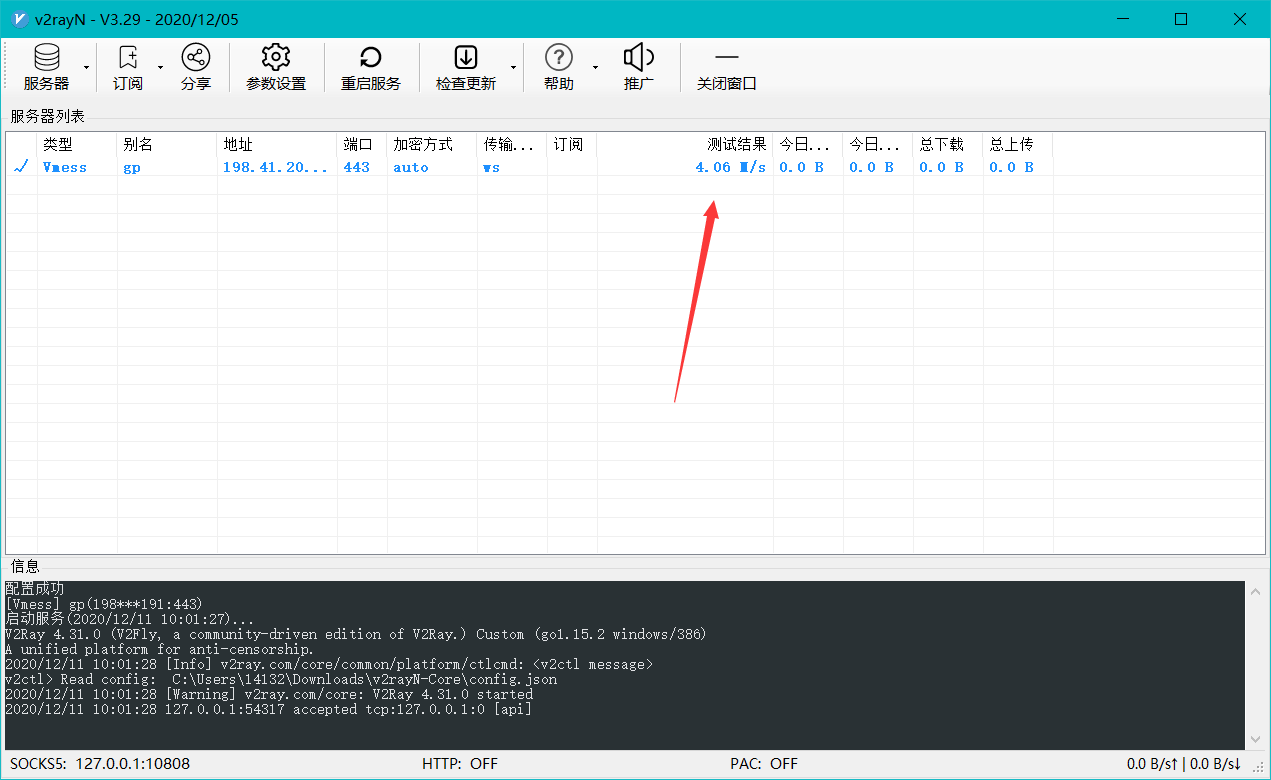 v2rayN - V3.29 - 2020/12/05
服务器 订阅 分享 参数设置 重启服务 检查更新 帮助 推广 关闭窗口
服务器列表
类型 别名 地址 端口 加密方式 传输... 订阅 测试结果 今日... 今日... 总下载 总上传
Vmess gp 198.41.20... 443 auto ws 4.06 M/s 0.0 B 0.0 B 0.0 B 0.0 B
信息
配置成功
[Vmess] gp(198***191:443)
启动服务(2020/12/11 10:01:27)...
V2Ray 4.31.0 (V2Fly, a community-driven edition of V2Ray.) Custom (go1.15.2 windows/386)
A unified platform for anti-censorship.
2020/12/11 10:01:28 [Info] v2ray.com/core/common/platform/ctlcmd: <v2ctl message>
v2ctl> Read config:  C:\Users\14132\Downloads\v2rayN-Core\config.json
2020/12/11 10:01:28 [Warning] v2ray.com/core: V2Ray 4.31.0 started
2020/12/11 10:01:28 127.0.0.1:54317 accepted tcp:127.0.0.1:0 [api]
SOCKS5: 127.0.0.1:10808 HTTP: OFF PAC: OFF 0.0 B/s↑ | 0.0 B/s↓